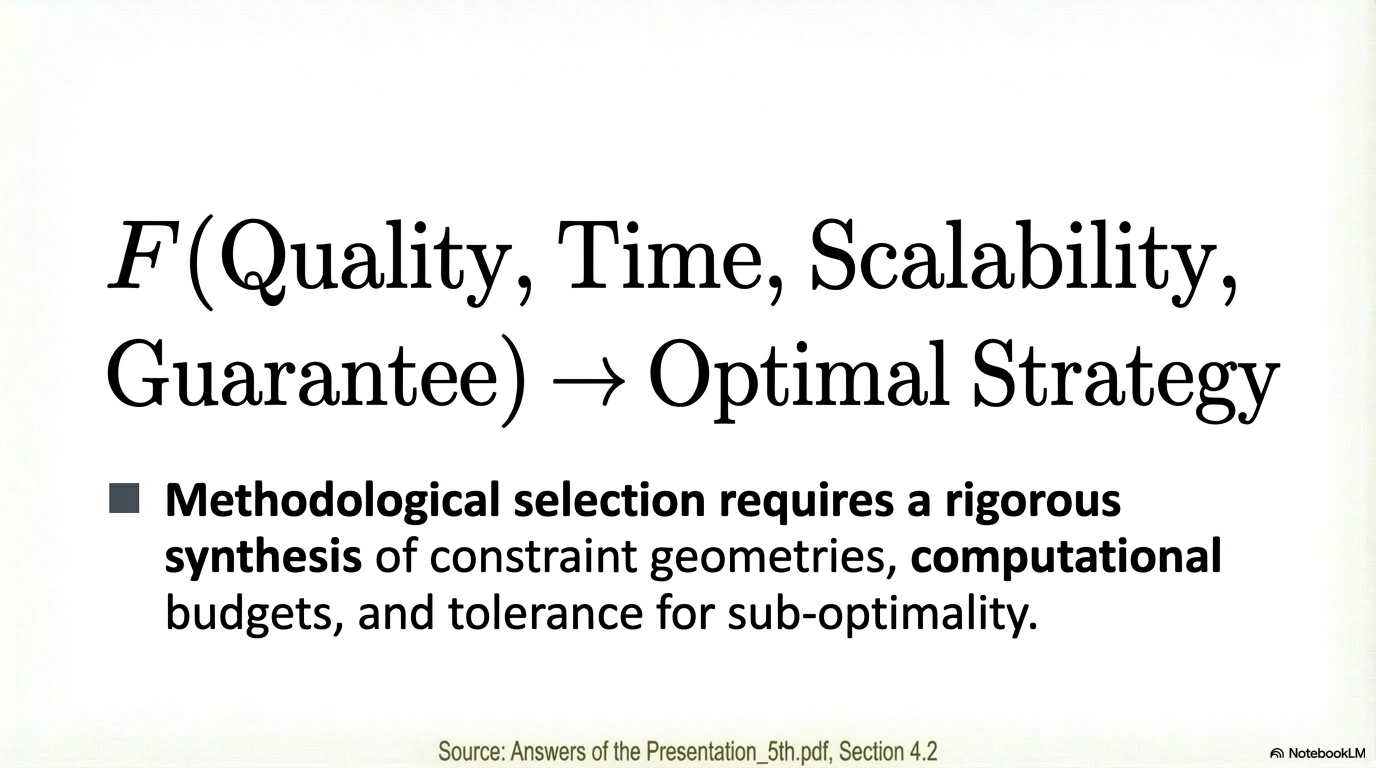 F(Quality, Time, Scalability,
Guarantee) → Optimal Strategy
■ Methodological selection requires a rigorous
synthesis of constraint geometries, computational
budgets, and tolerance for sub-optimality.
Source: Answers of the Presentation_5th.pdf, Section 4.2
NotebookLM